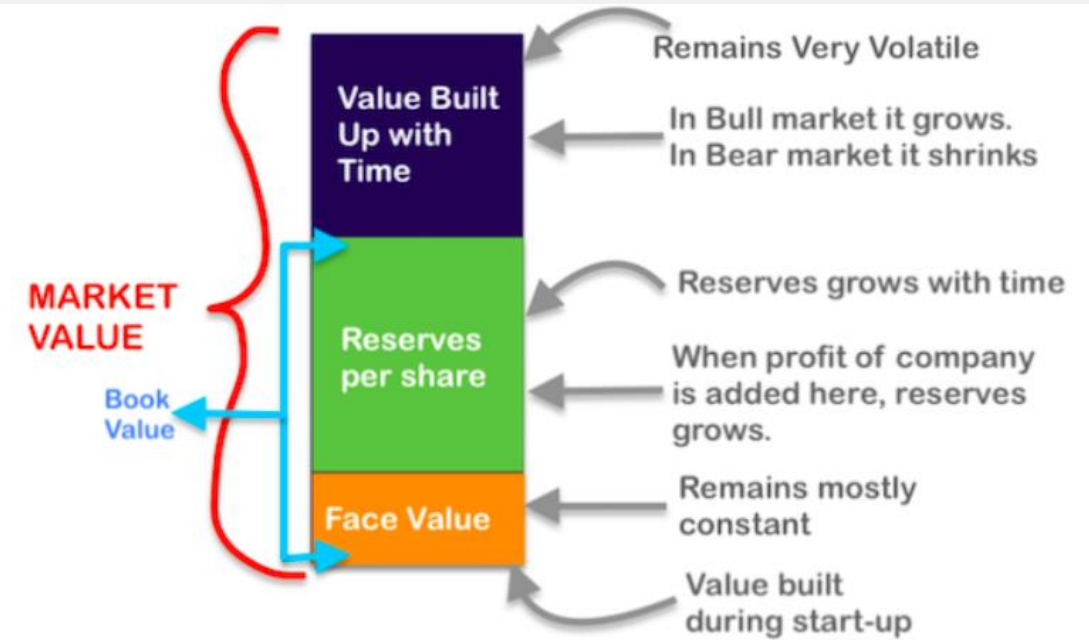 Value Built
Up with
Time
Remains Very Volatile
In Bull market it grows.
In Bear market it shrinks
MARKET
VALUE
Book
Value
Reserves
per share
Reserves grows with time
When profit of company
is added here, reserves
grows.
Face Value
Remains mostly
constant
Value built
during start-up